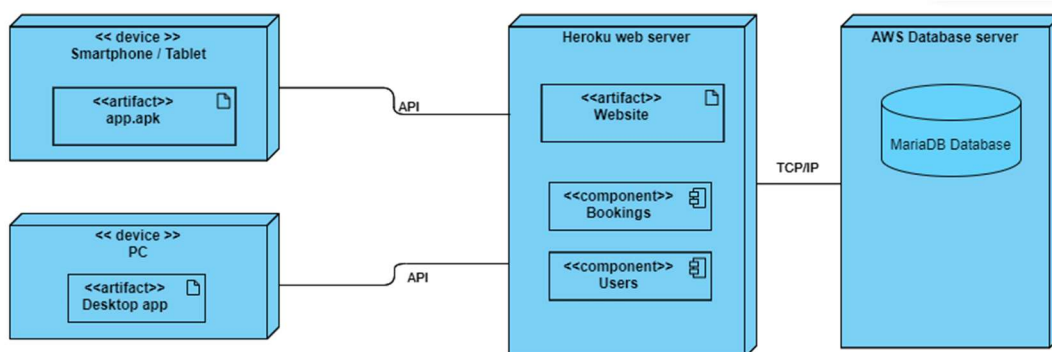 << device >>
Smartphone / Tablet
<<artifact>>
app.apk
API
<< device >>
PC
<<artifact>>
Desktop app
API
Heroku web server
<<artifact>>
Website
<<component>>
Bookings
<<component>>
Users
TCP/IP
AWS Database server
MariaDB Database